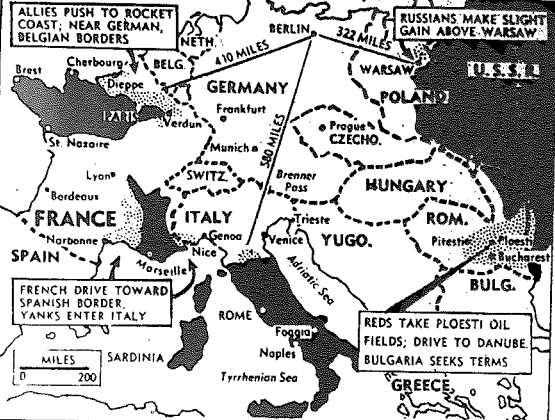 ALLIES PUSH TO ROCKET
COAST; NEAR GERMAN,
BELGIAN BORDERS
RUSSIANS MAKE SLIGHT
GAIN ABOVE WARSAW
BERLIN
NETH.
410 MILES
322 MILES
Cherbourg
BELG.
WARSAW
U.S.S.R.
Brest
Dieppe
GERMANY
POLAND
PARIS
Verdun
Frankfurt
580 MILES
Prague
CZECHO.
St. Nazaire
Munich
Lyon
SWITZ.
Brenner
Pass
HUNGARY
Bordeaux
FRANCE
ITALY
Trieste
ROM.
Narbonne
Genoa
Venice
YUGO.
Pitestie
Ploesti
SPAIN
Marseille
Nice
Adriatic Sea
Bucharest
BULG.
FRENCH DRIVE TOWARD
SPANISH BORDER,
YANKS ENTER ITALY
ROME
Foggia
REDS TAKE PLOESTI OIL
FIELDS; DRIVE TO DANUBE.
BULGARIA SEEKS TERMS
MILES
0 200
SARDINIA
Naples
Tyrrhenian Sea
GREECE